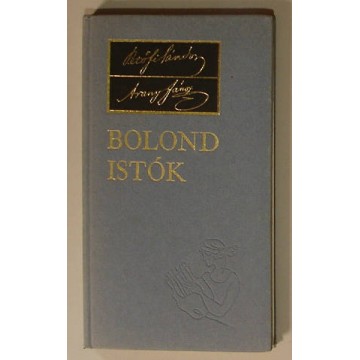 Petőfi Sándor
Arany János
BOLOND
ISTÓK